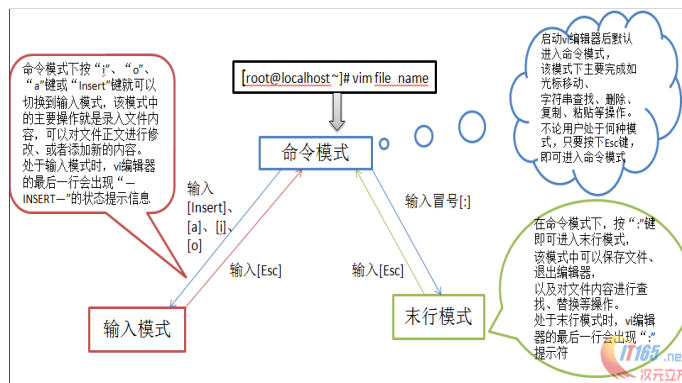 命令模式下按“i”、“o”、
“a”键或“Insert”键就可以
切换到输入模式，该模式中
的主要操作就是录入文件内
容，可以对文件正文进行修
改、或者添加新的内容。
处于输入模式时，vi编辑器
的最后一行会出现“—
INSERT—”的状态提示信息
[root@localhost ~]# vim file_name
启动vi编辑器后默认
进入命令模式，
该模式下主要完成如
光标移动、
字符串查找、删除、
复制、粘贴等操作。
不论用户处于何种模
式，只要按下Esc键，
即可进入命令模式
命令模式
输入
[Insert]、
[a]、[i]、
[o]
输入[Esc]
输入冒号[:]
输入[Esc]
输入模式
末行模式
在命令模式下，按“:”键
即可进入末行模式，
该模式中可以保存文件、
退出编辑器，
以及对文件内容进行查
找、替换等操作。
处于末行模式时，vi编辑
器的最后一行会出现“:”
提示符
IT165.net
次元立方